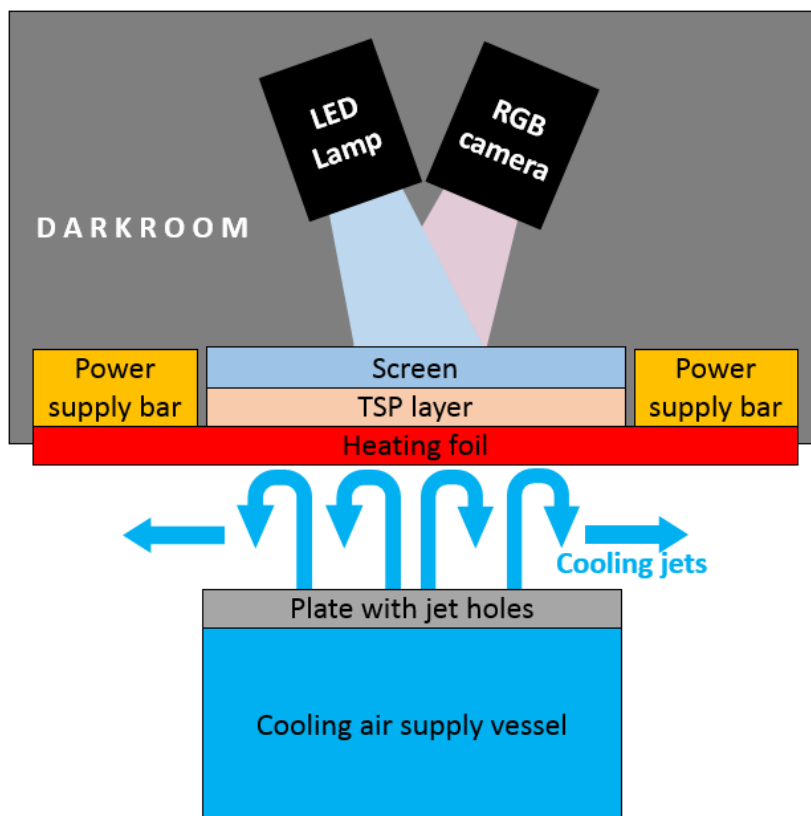 LED
Lamp
RGB
camera
DARKROOM
Power
supply bar
Screen
TSP layer
Power
supply bar
Heating foil
Cooling jets
Plate with jet holes
Cooling air supply vessel